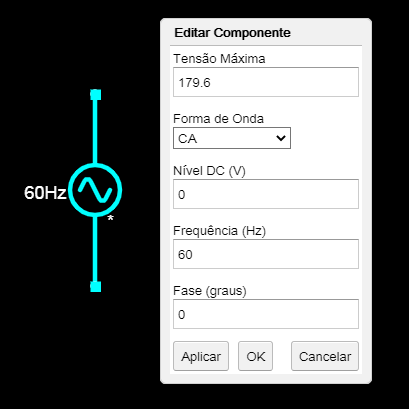 Editar Componente
Tensão Máxima
179.6
Forma de Onda
CA
Nível DC (V)
0
Frequência (Hz)
60
Fase (graus)
0
Aplicar OK Cancelar
60Hz
*